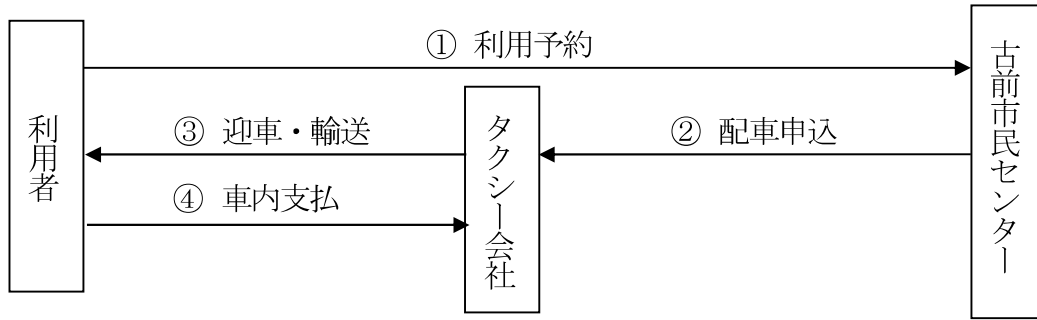 ① 利用予約
利用者
③ 迎車・輸送
④ 車内支払
タクシー会社
② 配車申込
古前市民センター